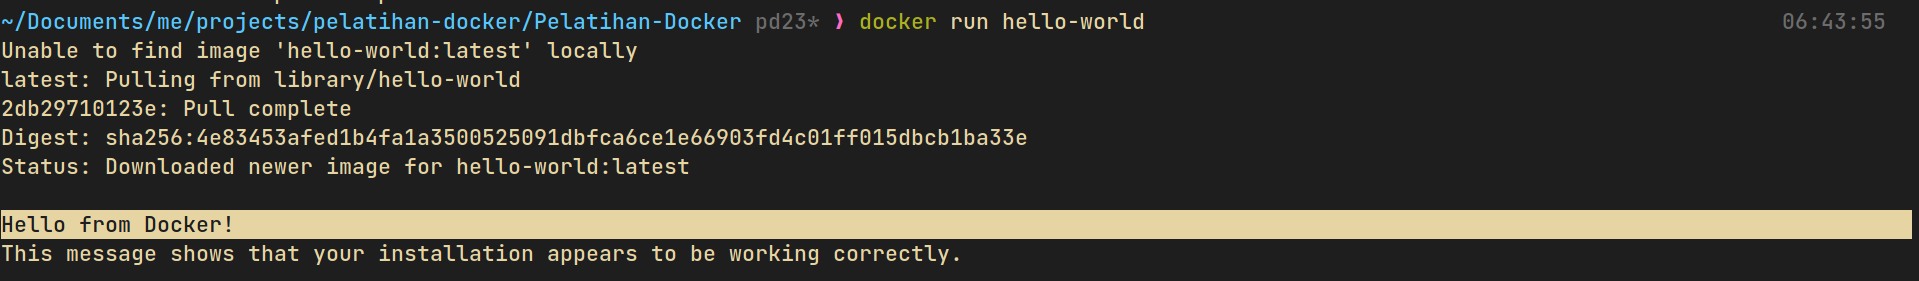 ~/Documents/me/projects/pelatihan-docker/Pelatihan-Docker pd23* ❯ docker run hello-world 06:43:55
Unable to find image 'hello-world:latest' locally
latest: Pulling from library/hello-world
2db29710123e: Pull complete
Digest: sha256:4e83453afed1b4fa1a3500525091dbfca6ce1e66903fd4c01ff015dbcb1ba33e
Status: Downloaded newer image for hello-world:latest
Hello from Docker!
This message shows that your installation appears to be working correctly.